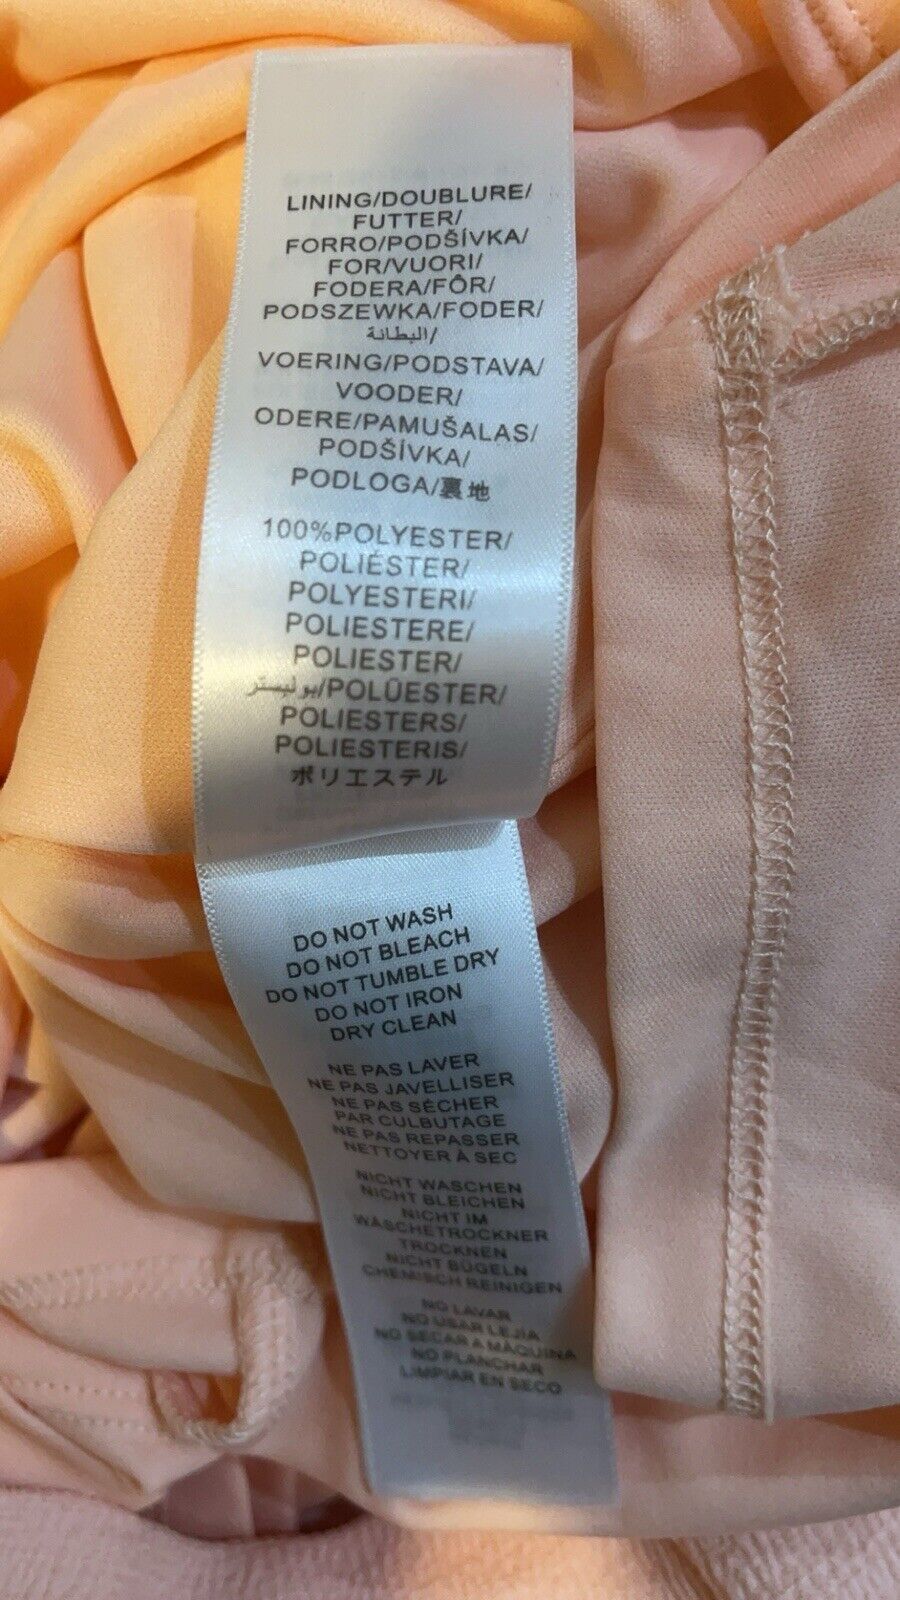 LINING/DOUBLURE/
FUTTER/
FORRO/PODŠÍVKA/
FOR/VUORI/
FODERA/FÔR/
PODSZEWKA/FODER/
البطانة/
VOERING/PODSTAVA/
VOODER/
ODERE/PAMUŠALAS/
PODŠÍVKA/
PODLOGA/裏地
100%POLYESTER/
POLIÉSTER/
POLYESTERI/
POLIESTERE/
POLIESTER/
بوليستر/POLÜESTER/
POLIESTERS/
POLIESTERIS/
ポリエステル
DO NOT WASH
DO NOT BLEACH
DO NOT TUMBLE DRY
DO NOT IRON
DRY CLEAN
NE PAS LAVER
NE PAS JAVELLISER
NE PAS SÉCHER
PAR CULBUTAGE
NE PAS REPASSER
NETTOYER À SEC
NICHT WASCHEN
NICHT BLEICHEN
NICHT IM
WÄSCHETROCKNER
TROCKNEN
NICHT BÜGELN
CHEMISCH REINIGEN
NO LAVAR
NO USAR LEJÍA
NO SECAR A MÁQUINA
NO PLANCHAR
LIMPIAR EN SECO